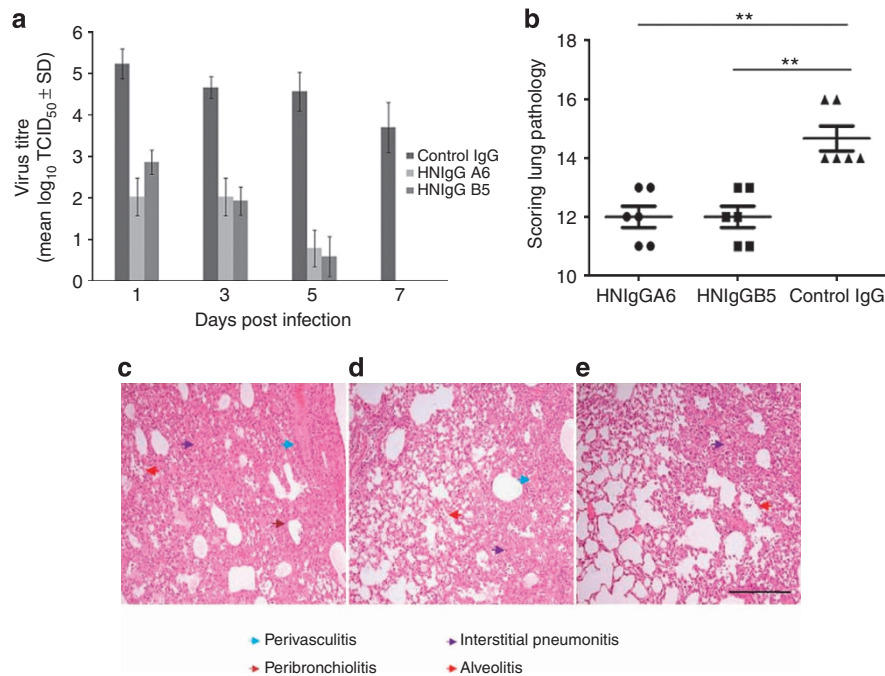 a
6
5
4
3
2
1
0
Virus titre
(mean log10 TCID50 ± SD)
Control IgG
HNIgG A6
HNIgG B5
1 3 5 7
Days post infection
b
**
**
18
16
14
12
10
Scoring lung pathology
HNIgGA6 HNIgGB5 Control IgG
c d e
Perivasculitis Interstitial pneumonitis
Peribronchiolitis Alveolitis